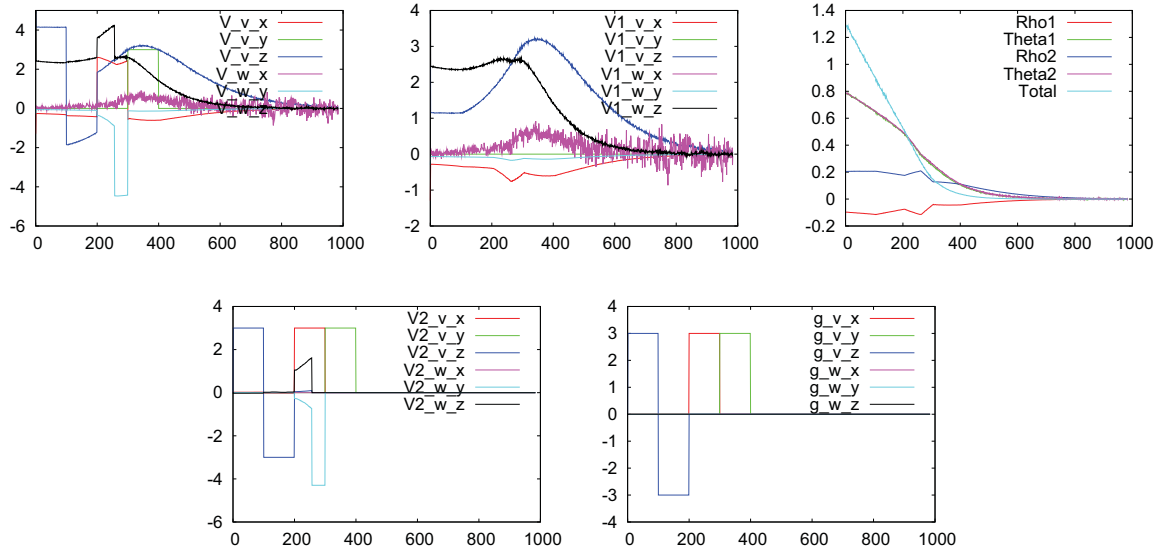 4
2
0
-2
-4
-6
0
200
400
600
800
1000
V_v_x
V_v_y
V_v_z
V_w_x
V_w_y
V_w_z
4
3
2
1
0
-1
-2
0
200
400
600
800
1000
V1_v_x
V1_v_y
V1_v_z
V1_w_x
V1_w_y
V1_w_z
1.4
1.2
1
0.8
0.6
0.4
0.2
0
-0.2
0
200
400
600
800
1000
Rho1
Theta1
Rho2
Theta2
Total
4
2
0
-2
-4
-6
0
200
400
600
800
1000
V2_v_x
V2_v_y
V2_v_z
V2_w_x
V2_w_y
V2_w_z
4
3
2
1
0
-1
-2
-3
-4
0
200
400
600
800
1000
g_v_x
g_v_y
g_v_z
g_w_x
g_w_y
g_w_z